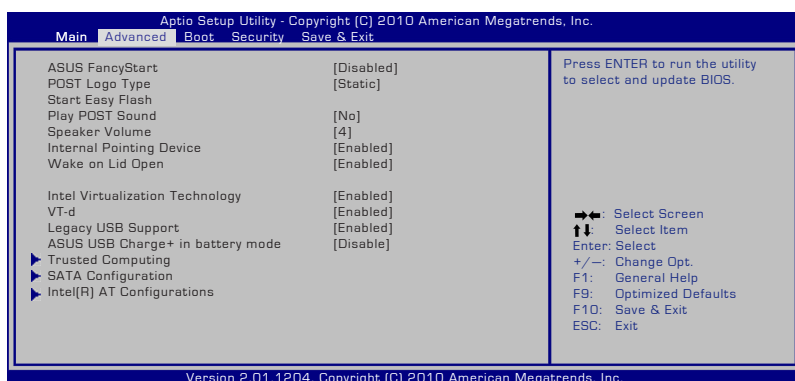 Aptio Setup Utility - Copyright (C) 2010 American Megatrends, Inc.
Main Advanced Boot Security Save & Exit
ASUS FancyStart [Disabled]
POST Logo Type [Static]
Start Easy Flash
Play POST Sound [No]
Speaker Volume [4]
Internal Pointing Device [Enabled]
Wake on Lid Open [Enabled]
Intel Virtualization Technology [Enabled]
VT-d [Enabled]
Legacy USB Support [Enabled]
ASUS USB Charge+ in battery mode [Disable]
Trusted Computing
SATA Configuration
Intel(R) AT Configurations
Press ENTER to run the utility
to select and update BIOS.
→←: Select Screen
↑↓: Select Item
Enter: Select
+/—: Change Opt.
F1: General Help
F9: Optimized Defaults
F10: Save & Exit
ESC: Exit
Version 2.01.1204. Copyright (C) 2010 American Megatrends, Inc.